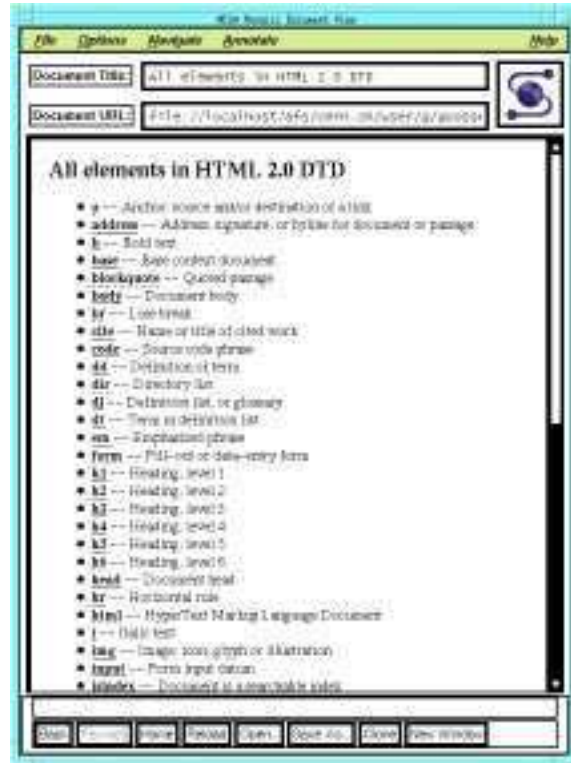 NCSA Mosaic: Document View
File Options Navigate Annotate Help
Document Title: All elements in HTML 2.0 DTD
Document URL: file://localhost/afs/cern.ch/user/
All elements in HTML 2.0 DTD
a --- Anchor; source and/or destination of a link
address --- Address, signature, or byline for document or passage
b --- Bold text
base --- Base context document
blockquote --- Quoted passage
body --- Document body
br --- Line break
cite --- Name or title of cited work
code --- Source code phrase
dd --- Definition of term
dir --- Directory list
dl --- Definition list, or glossary
dt --- Term in definition list
em --- Emphasized phrase
form --- Fill-out or data-entry form
h1 --- Heading, level 1
h2 --- Heading, level 2
h3 --- Heading, level 3
h4 --- Heading, level 4
h5 --- Heading, level 5
h6 --- Heading, level 6
head --- Document head
hr --- Horizontal rule
html --- HyperText Markup Language Document
i --- Italic text
img --- Image; icon, glyph or illustration
input --- Form input datum
isindex --- Document is a searchable index
Back Forward Home Reload Open... Save As... Clone New Window